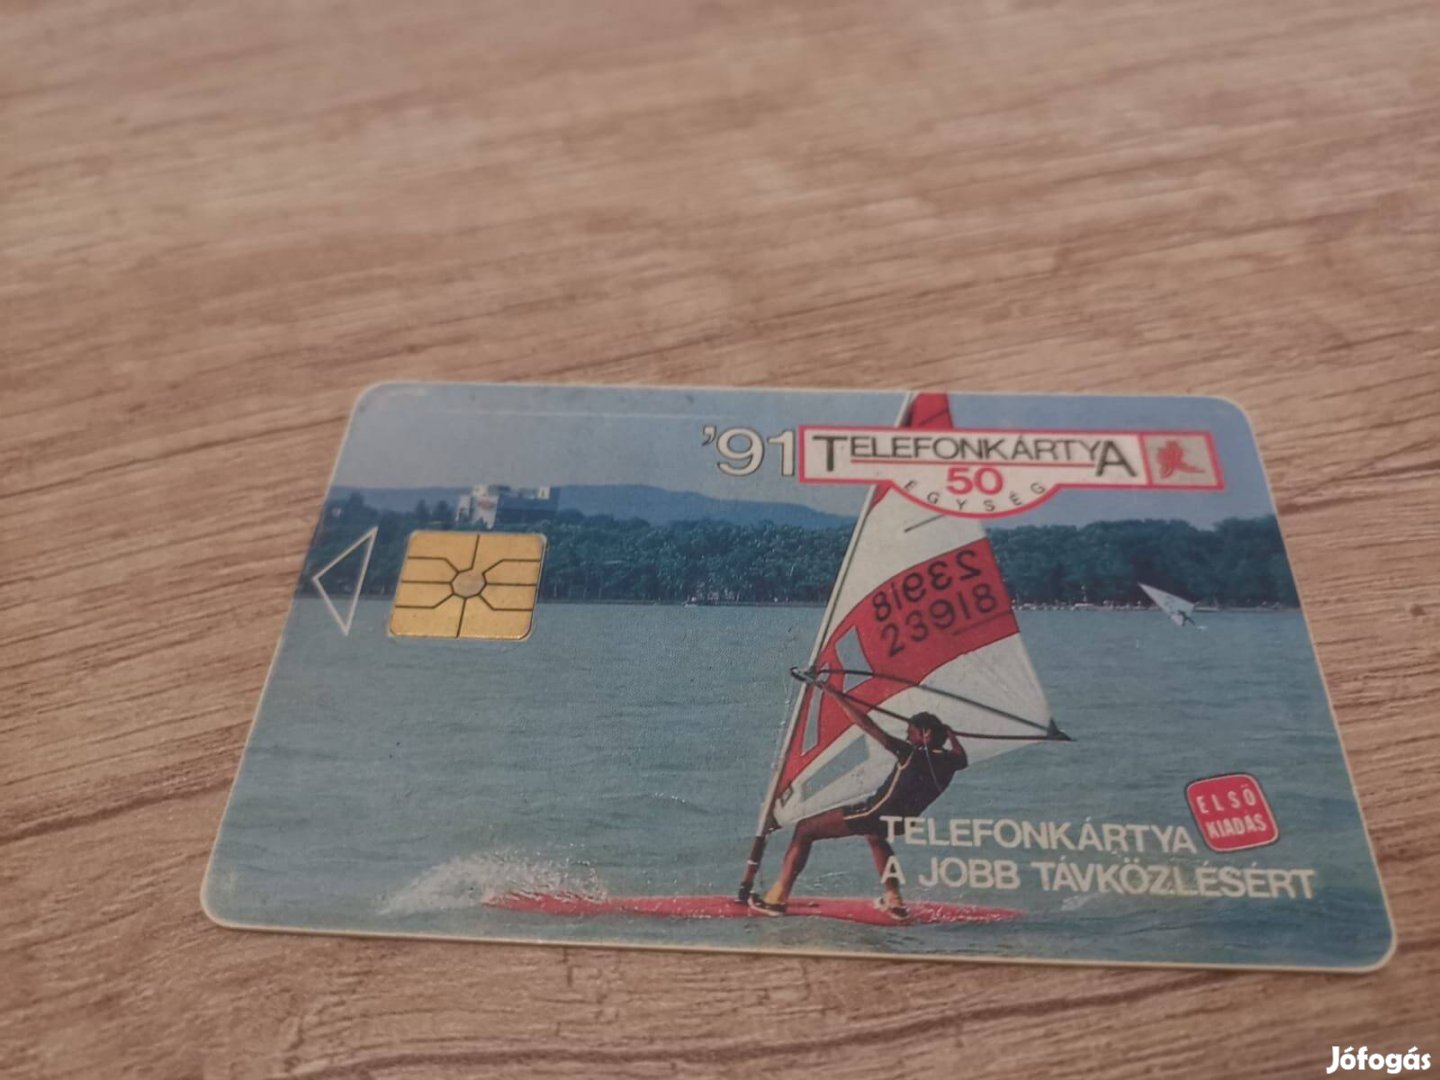 '91 TELEFONKÁRTYA
50
EGYSÉG
23918
23918
ELSŐ
KIADÁS
TELEFONKÁRTYA
A JOBB TÁVKÖZLÉSÉRT
Jófogás